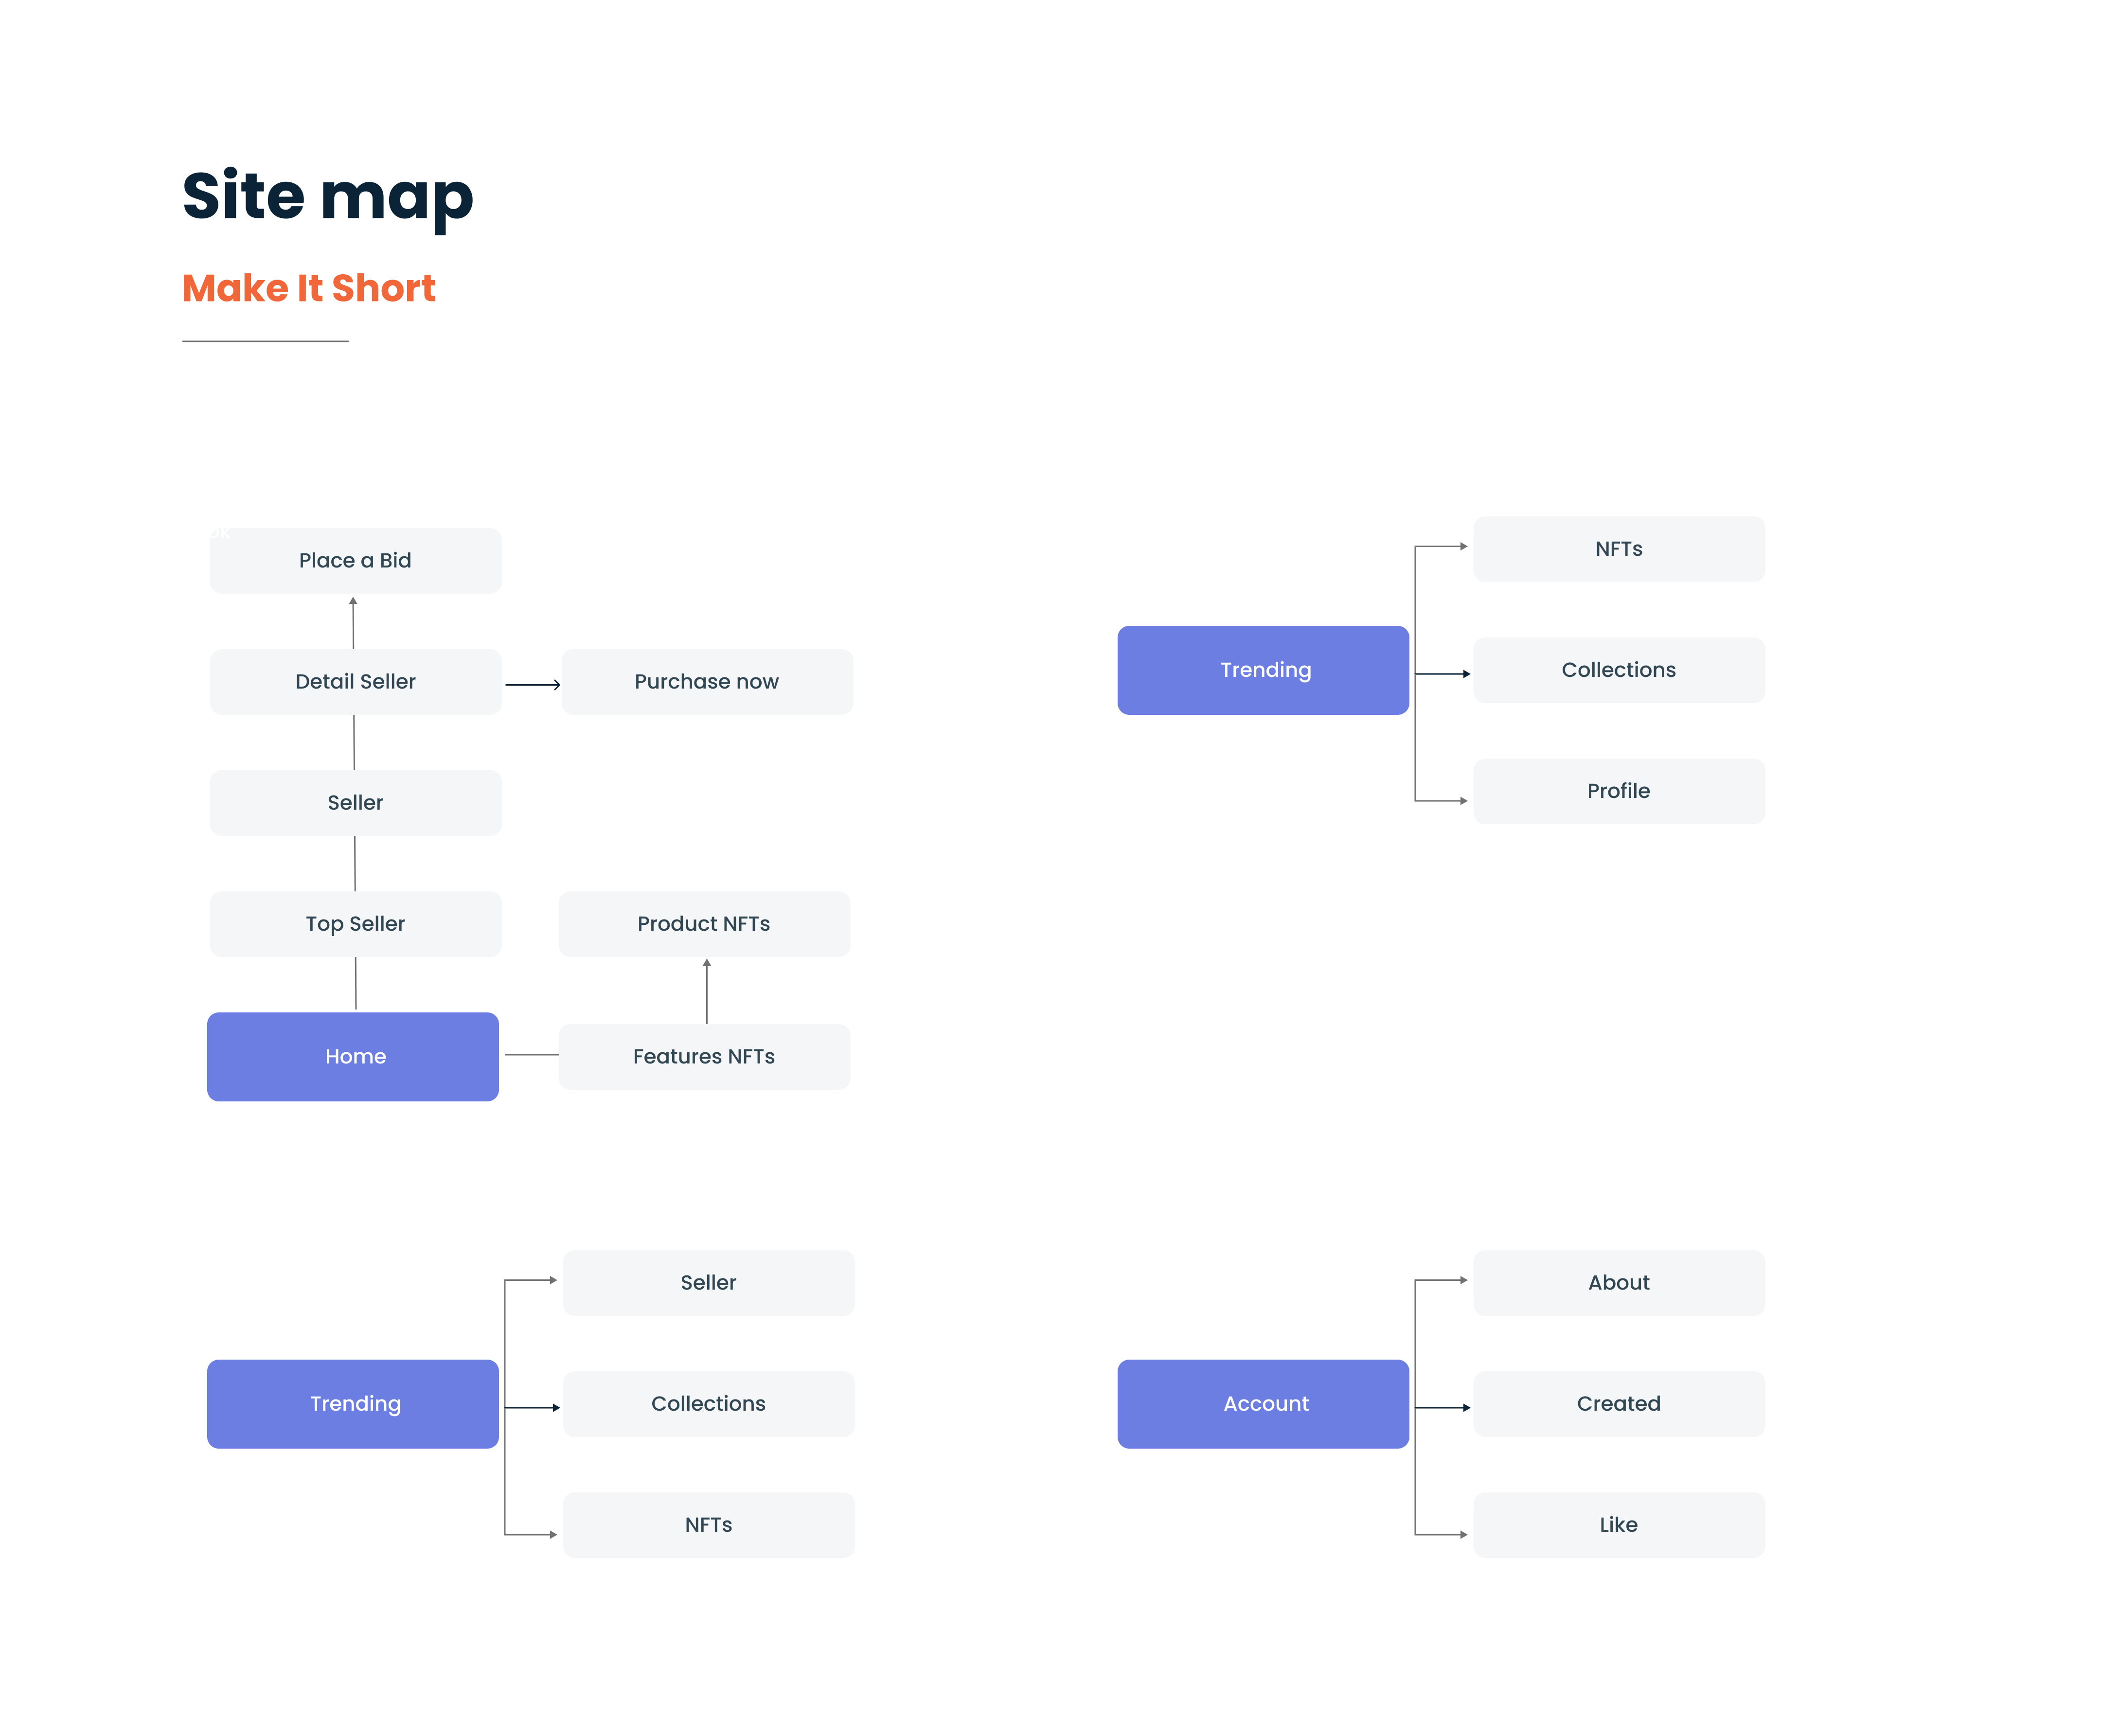 Site map
Make It Short
Place a Bid
Detail Seller
Purchase now
Seller
Top Seller
Product NFTs
Home
Features NFTs
NFTs
Trending
Collections
Profile
Seller
Trending
Collections
NFTs
About
Account
Created
Like